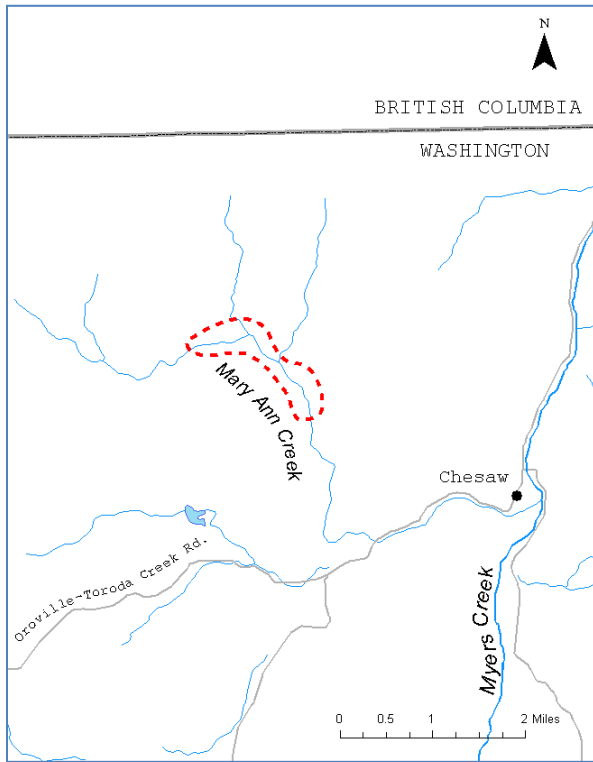 N
BRITISH COLUMBIA
WASHINGTON
Mary Ann Creek
Chesaw
Oroville-Toroda Creek Rd.
Myers Creek
0 0.5 1 2 Miles